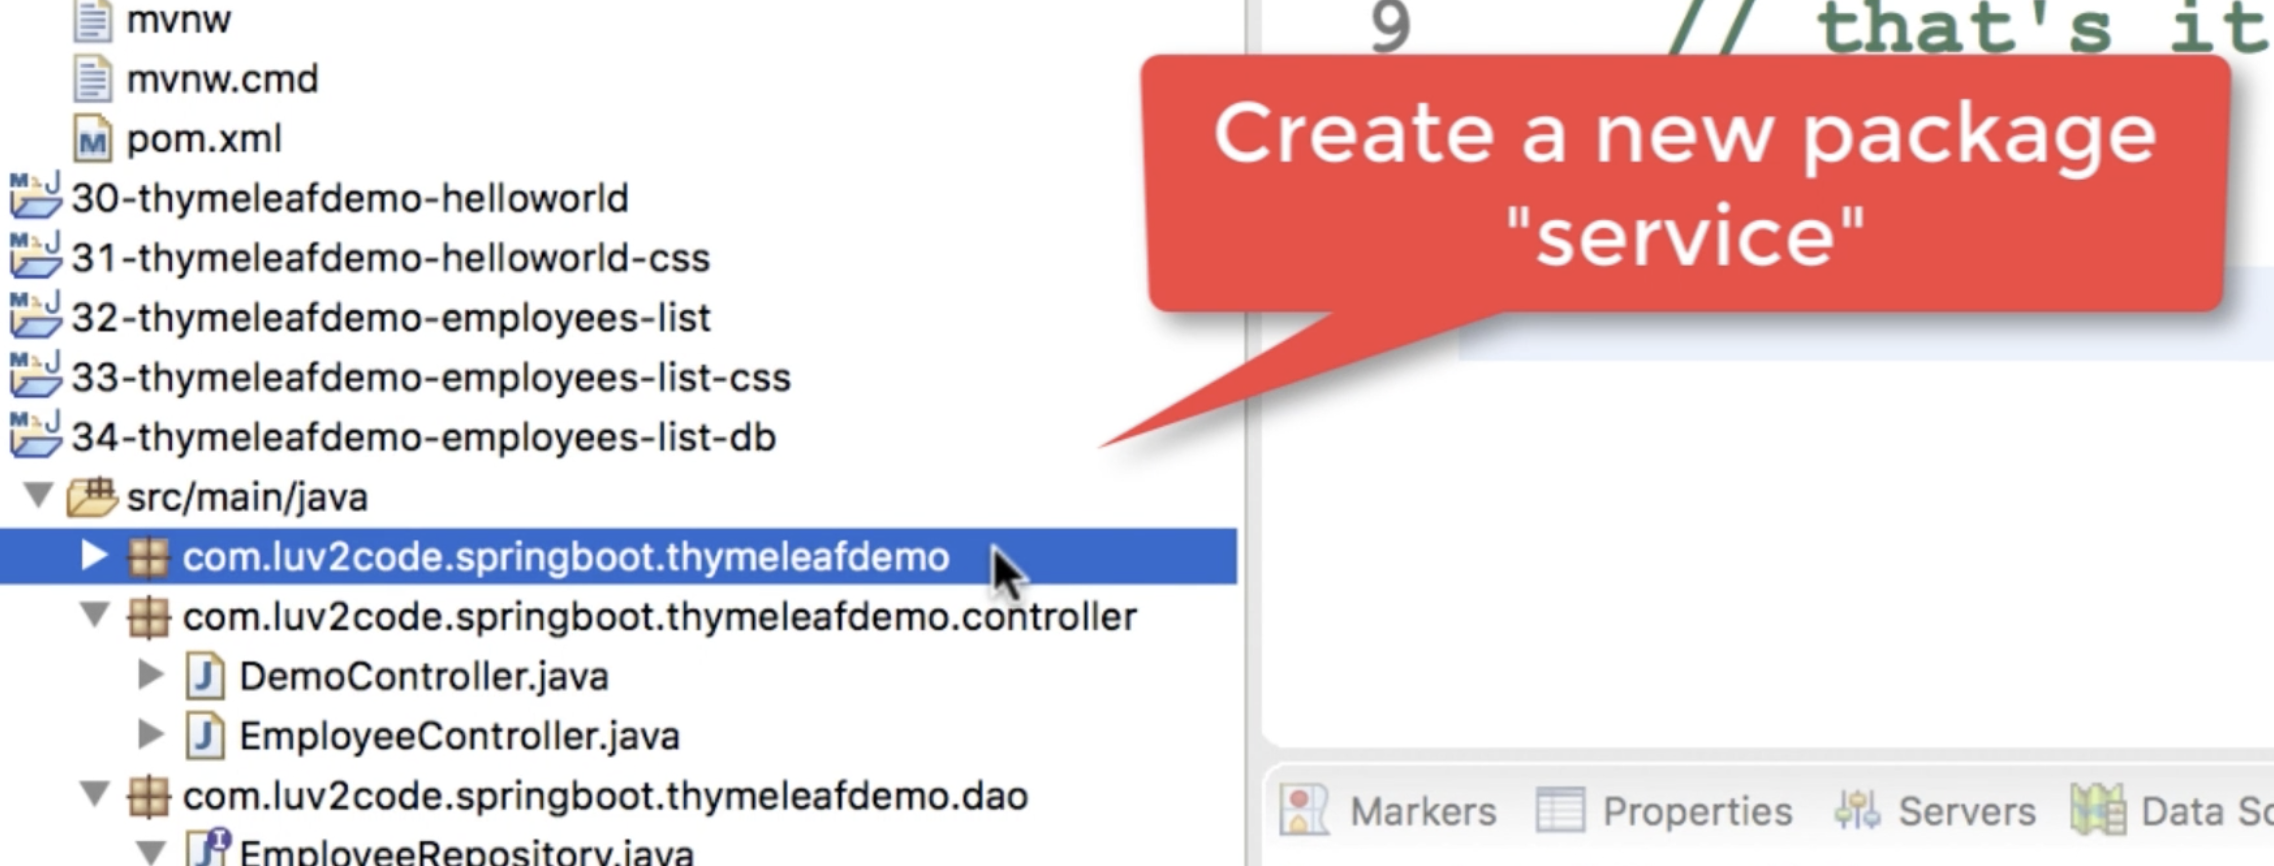 mvnw
mvnw.cmd
pom.xml
30-thymeleafdemo-helloworld
31-thymeleafdemo-helloworld-css
32-thymeleafdemo-employees-list
33-thymeleafdemo-employees-list-css
34-thymeleafdemo-employees-list-db
src/main/java
com.luv2code.springboot.thymeleafdemo
com.luv2code.springboot.thymeleafdemo.controller
DemoController.java
EmployeeController.java
com.luv2code.springboot.thymeleafdemo.dao
EmployeeRepository.java
9 // that's it
Create a new package
"service"
Markers Properties Servers Data